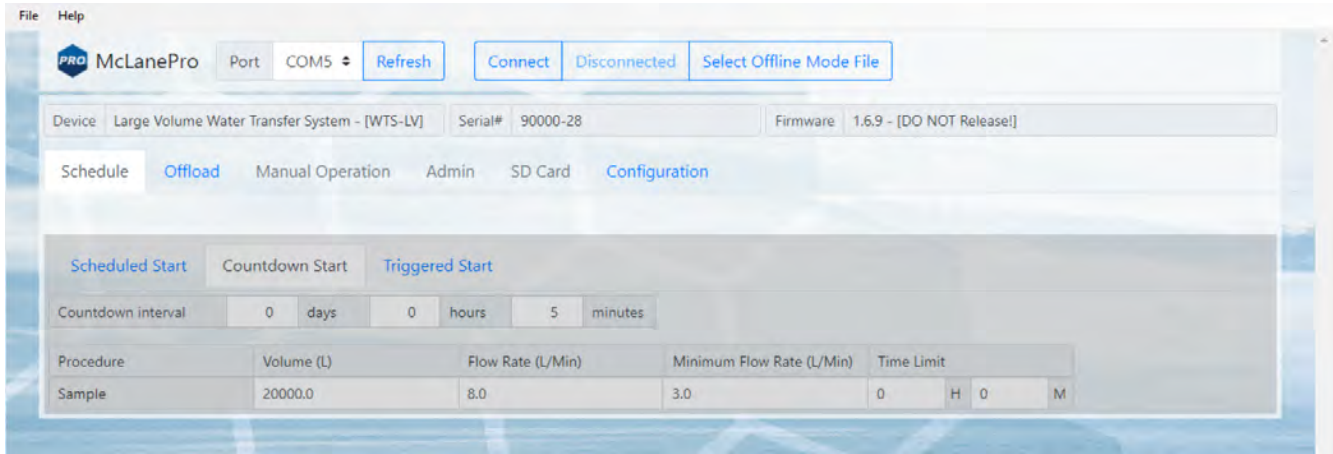 File Help
PRO McLanePro Port COM5 Refresh Connect Disconnected Select Offline Mode File
Device Large Volume Water Transfer System - [WTS-LV] Serial# 90000-28 Firmware 1.6.9 - [DO NOT Release!]
Schedule Offload Manual Operation Admin SD Card Configuration
Scheduled Start Countdown Start Triggered Start
Countdown interval 0 days 0 hours 5 minutes
Procedure Volume (L) Flow Rate (L/Min) Minimum Flow Rate (L/Min) Time Limit
Sample 20000.0 8.0 3.0 0 H 0 M